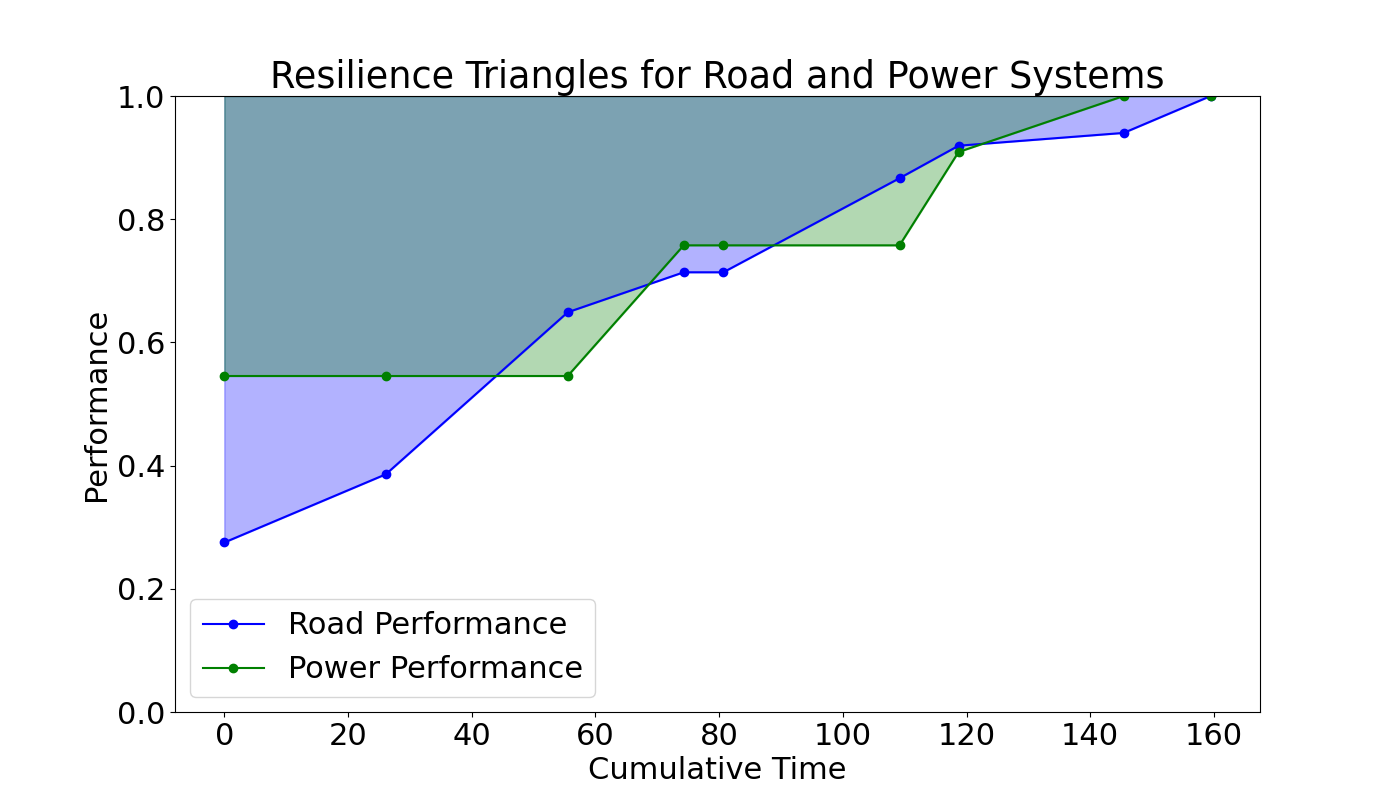 Resilience Triangles for Road and Power Systems
1.0
0.8
0.6
0.4
0.2
0.0
Performance
Road Performance
Power Performance
0 20 40 60 80 100 120 140 160
Cumulative Time